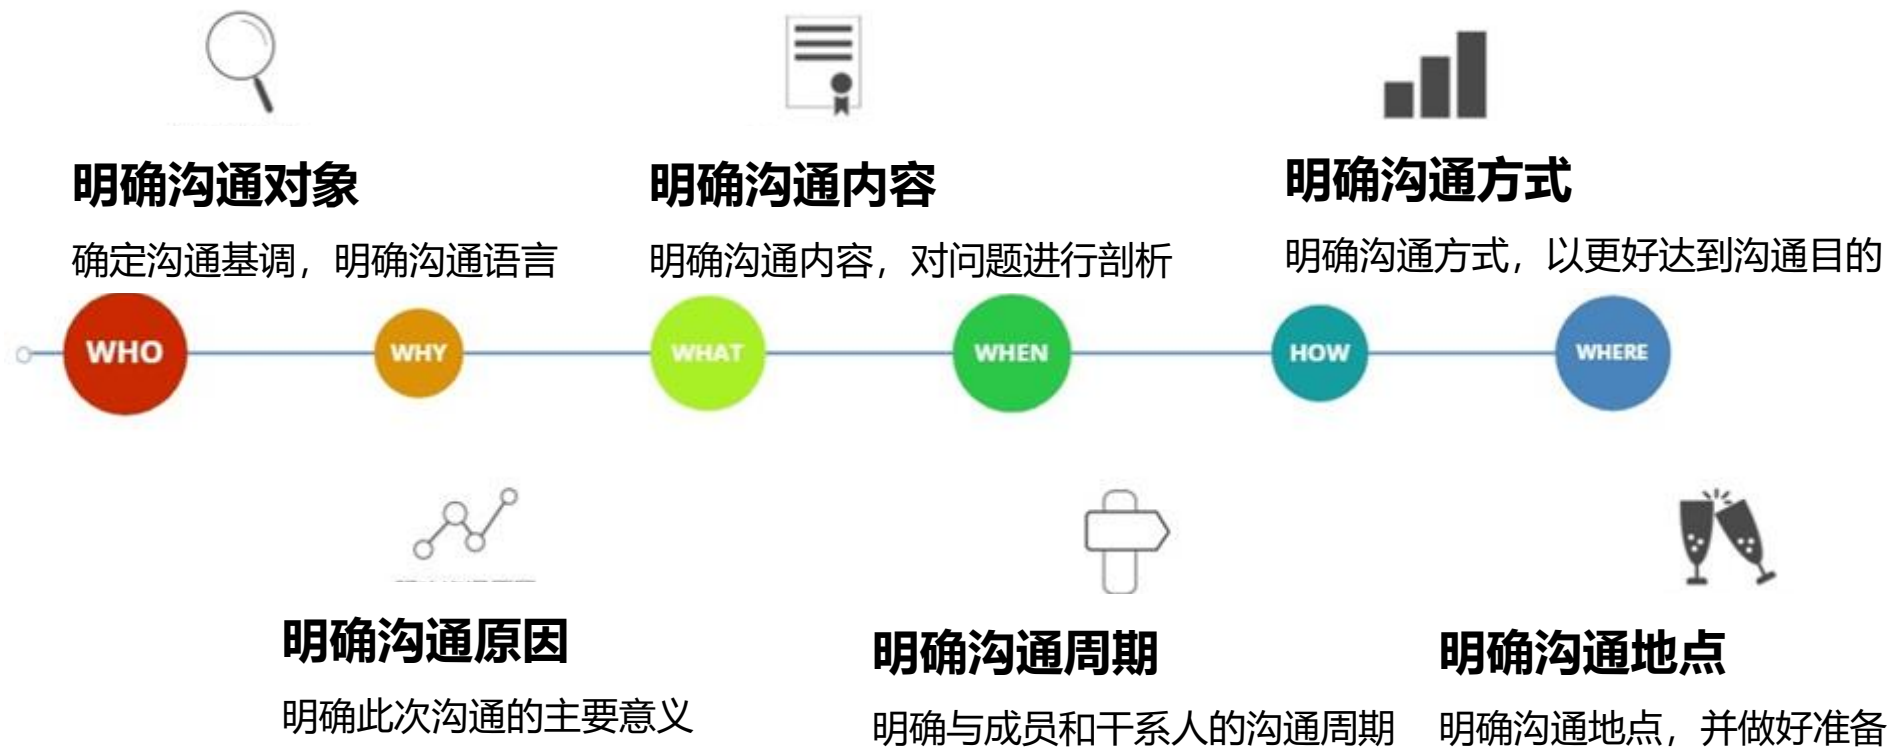 明确沟通对象
确定沟通基调，明确沟通语言
明确沟通内容
明确沟通内容，对问题进行剖析
明确沟通方式
明确沟通方式，以更好达到沟通目的
WHO
WHY
WHAT
WHEN
HOW
WHERE
明确沟通原因
明确此次沟通的主要意义
明确沟通周期
明确与成员和干系人的沟通周期
明确沟通地点
明确沟通地点，并做好准备